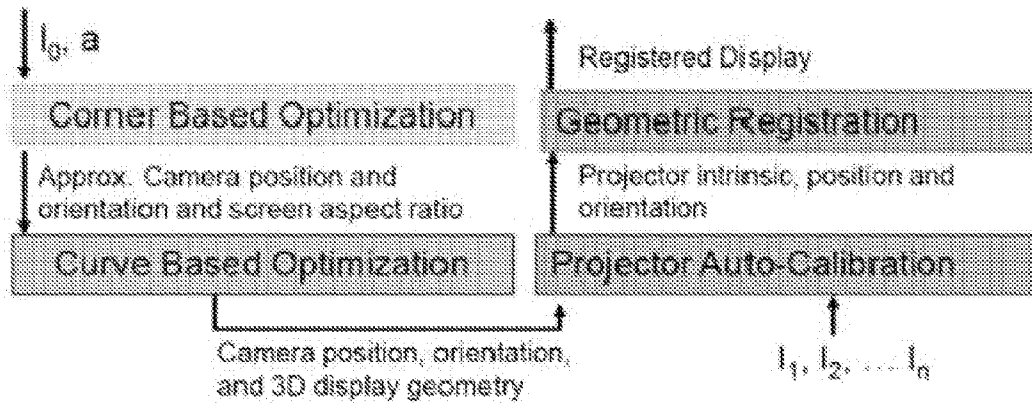 I₀, a
Corner Based Optimization
Approx. Camera position and
orientation and screen aspect ratio
Curve Based Optimization
Camera position, orientation,
and 3D display geometry
Registered Display
Geometric Registration
Projector intrinsic, position and
orientation
Projector Auto-Calibration
I₁, I₂, .... Iₙ